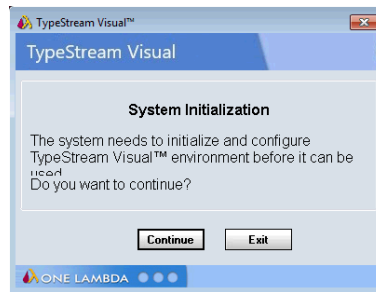 TypeStream Visual™
TypeStream Visual
System Initialization
The system needs to initialize and configure
TypeStream Visual™ environment before it can be
used
Do you want to continue?
Continue Exit
ONE LAMBDA